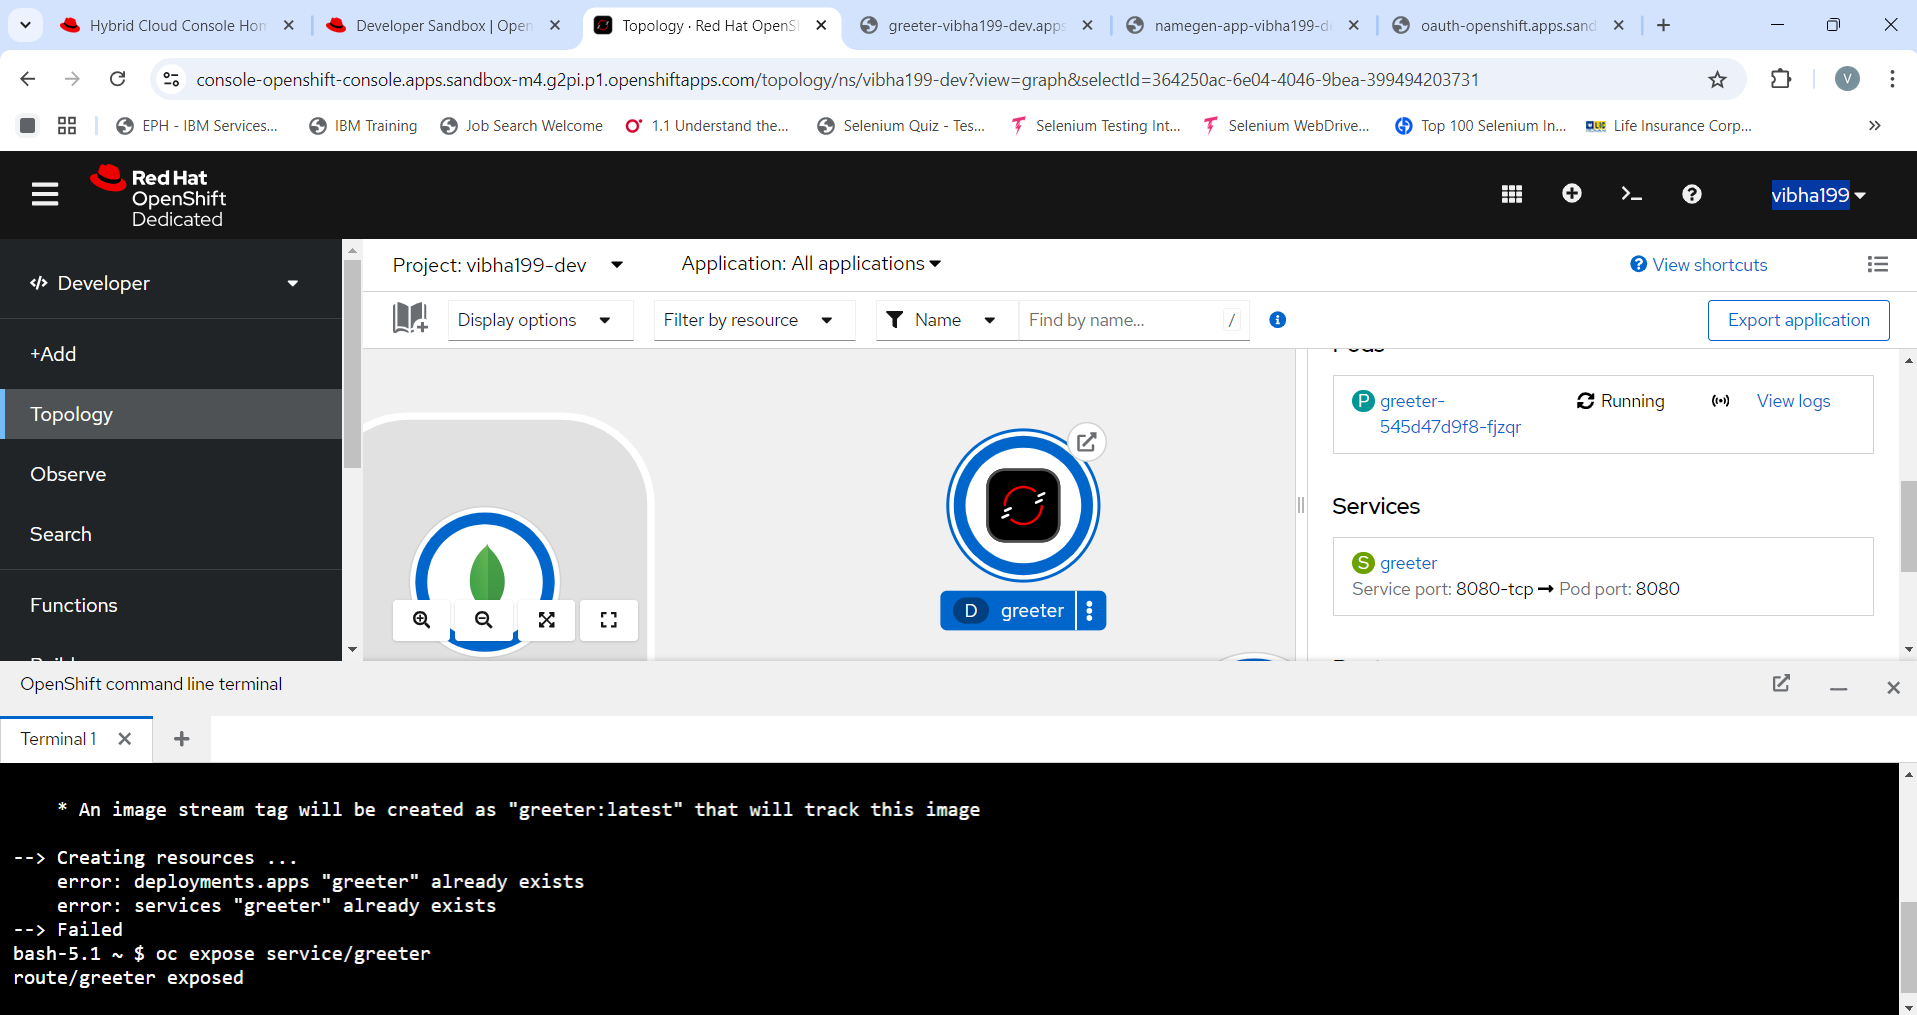 Hybrid Cloud Console Hom
Developer Sandbox | Open
Topology · Red Hat OpenSh
greeter-vibha199-dev.apps
namegen-app-vibha199-d
oauth-openshift.apps.sand
console-openshift-console.apps.sandbox-m4.g2pi.p1.openshiftapps.com/topology/ns/vibha199-dev?view=graph&selectId=364250ac-6e04-4046-9bea-399494203731
V
EPH - IBM Services...
IBM Training
Job Search Welcome
1.1 Understand the...
Selenium Quiz - Tes...
Selenium Testing Int...
Selenium WebDrive...
Top 100 Selenium In...
Life Insurance Corp...
Red Hat
OpenShift
Dedicated
vibha199
Developer
+Add
Topology
Observe
Search
Functions
Project: vibha199-dev
Application: All applications
View shortcuts
Display options
Filter by resource
Name
Find by name...
/
Export application
D greeter
Pods
P greeter-
545d47d9f8-fjzqr
Running
View logs
Services
S greeter
Service port: 8080-tcp → Pod port: 8080
OpenShift command line terminal
Terminal 1
* An image stream tag will be created as "greeter:latest" that will track this image
--> Creating resources ...
error: deployments.apps "greeter" already exists
error: services "greeter" already exists
--> Failed
bash-5.1 ~ $ oc expose service/greeter
route/greeter exposed